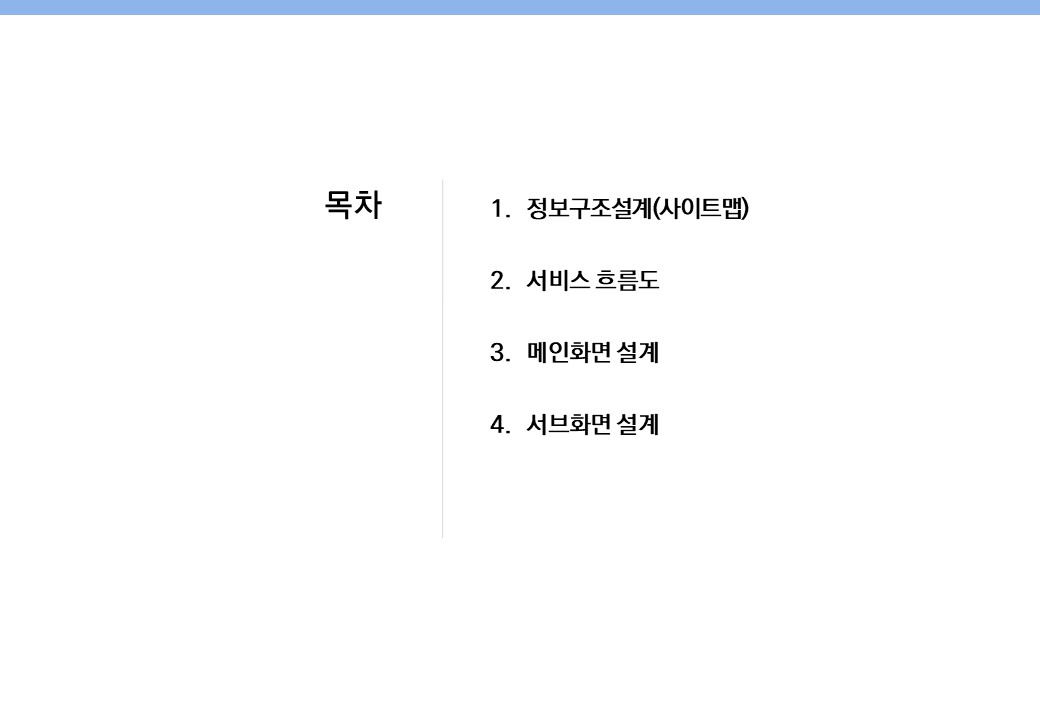 목차
1. 정보구조설계(사이트맵)
2. 서비스 흐름도
3. 메인화면 설계
4. 서브화면 설계